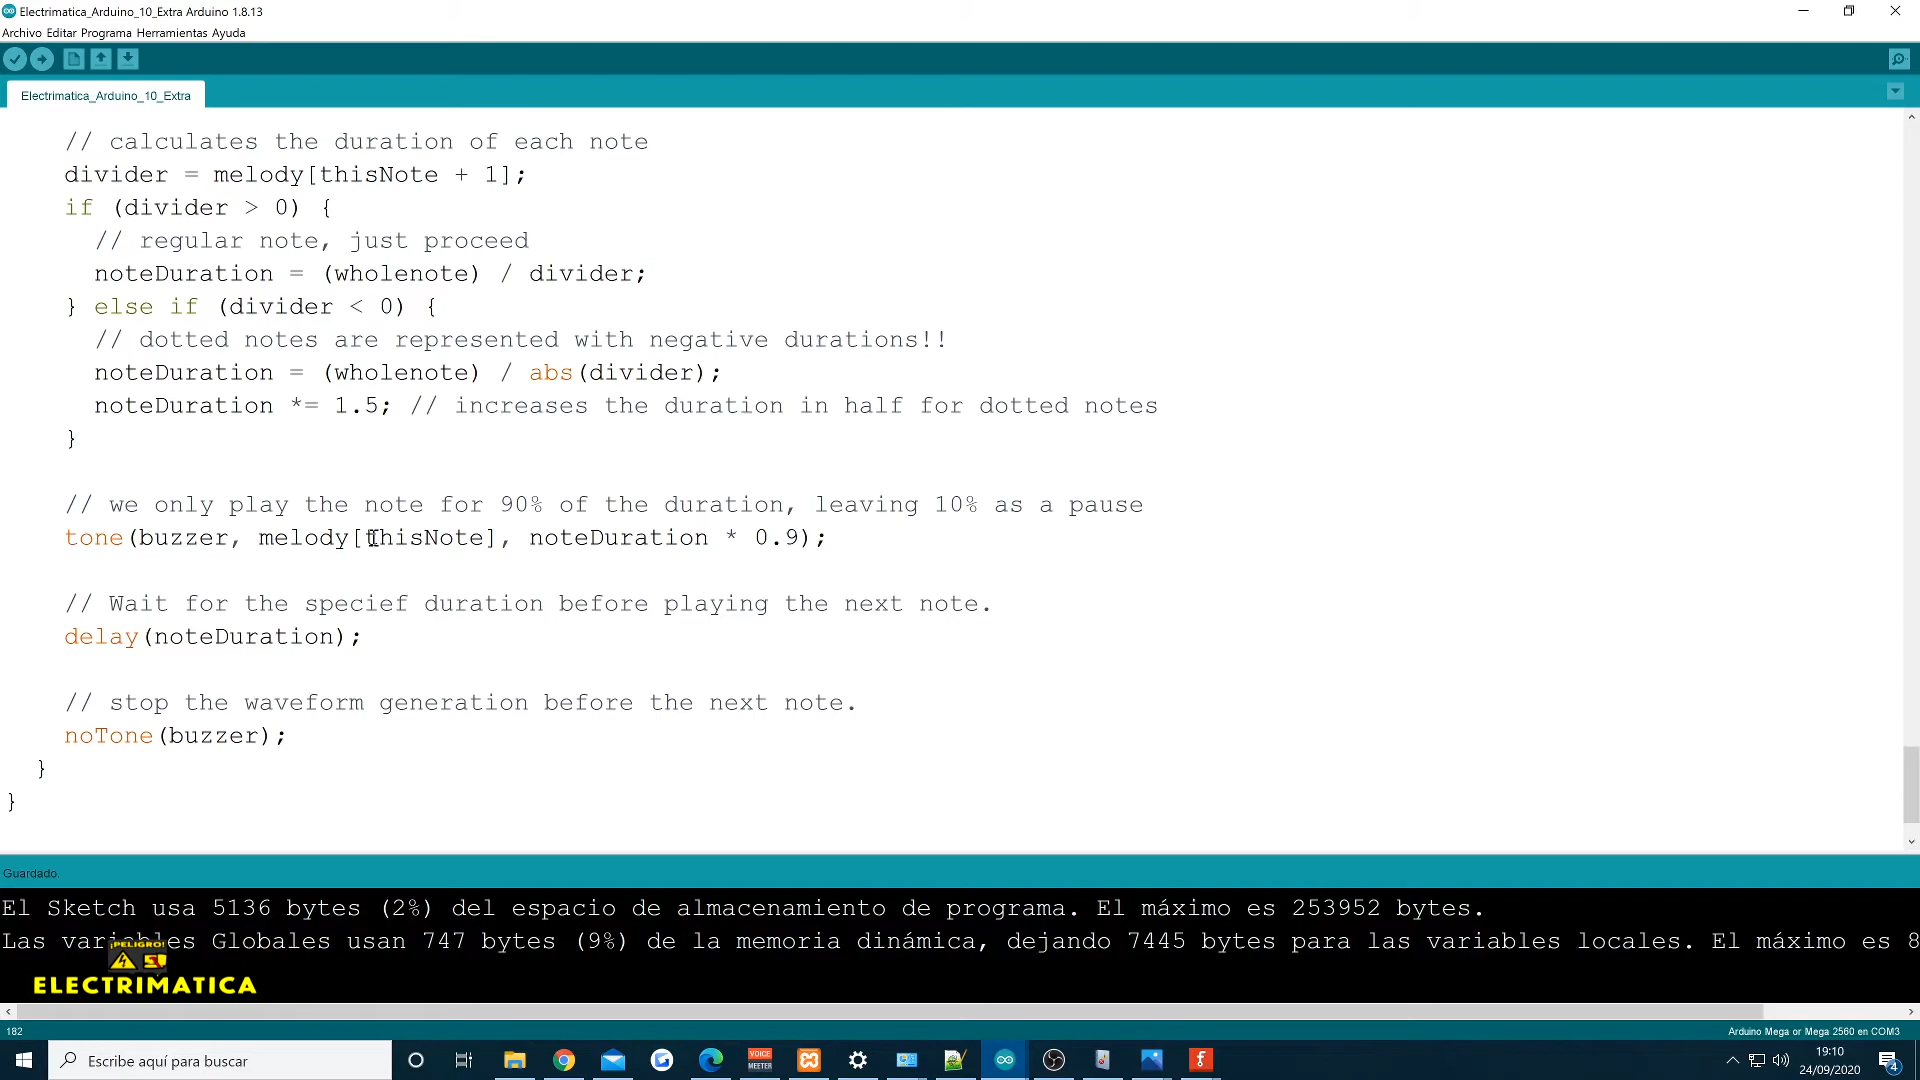 Electrimatica_Arduino_10_Extra Arduino 1.8.13
Archivo Editar Programa Herramientas Ayuda
Electrimatica_Arduino_10_Extra
// calculates the duration of each note
divider = melody[thisNote + 1];
if (divider > 0) {
// regular note, just proceed
noteDuration = (wholenote) / divider;
} else if (divider < 0) {
// dotted notes are represented with negative durations!!
noteDuration = (wholenote) / abs(divider);
noteDuration *= 1.5; // increases the duration in half for dotted notes
}
// we only play the note for 90% of the duration, leaving 10% as a pause
tone(buzzer, melody[thisNote], noteDuration * 0.9);
// Wait for the specief duration before playing the next note.
delay(noteDuration);
// stop the waveform generation before the next note.
noTone(buzzer);
}
}
Guardado.
El Sketch usa 5136 bytes (2%) del espacio de almacenamiento de programa. El máximo es 253952 bytes.
Las variables Globales usan 747 bytes (9%) de la memoria dinámica, dejando 7445 bytes para las variables locales. El máximo es 8
¡PELIGRO!
ELECTRIMATICA
182
Arduino Mega or Mega 2560 en COM3
Escribe aquí para buscar
VOICE
MEETER
19:10
24/09/2020
4